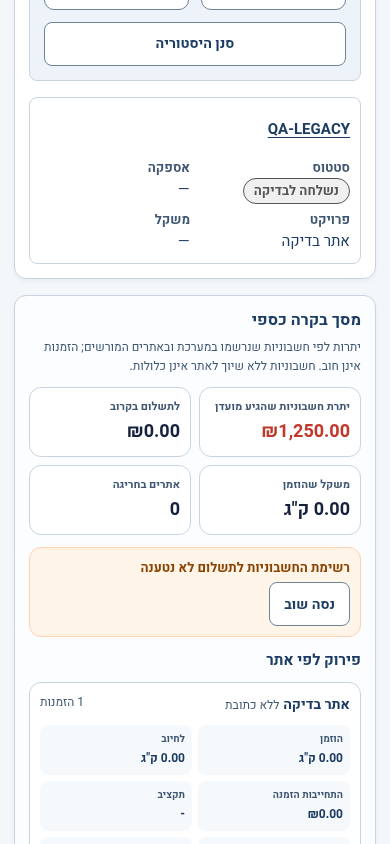 סנן היסטוריה
QA-LEGACY
סטטוס
אספקה
נשלחה לבדיקה
—
פרויקט
משקל
אתר בדיקה
—
מסך בקרה כספי
יתרות לפי חשבוניות שנרשמו במערכת ובאתרים המורשים; הזמנות
אינן חוב. חשבוניות ללא שיוך לאתר אינן כלולות.
יתרת חשבוניות שהגיע מועדן
לתשלום בקרוב
₪1,250.00
₪0.00
משקל שהוזמן
אתרים בחריגה
0.00 ק"ג
0
רשימת החשבוניות לתשלום לא נטענה
נסה שוב
פירוק לפי אתר
אתר בדיקה ללא כתובת
1 הזמנות
הוזמן
לחיוב
0.00 ק"ג
0.00 ק"ג
התחייבות הזמנה
תקציב
₪0.00
-